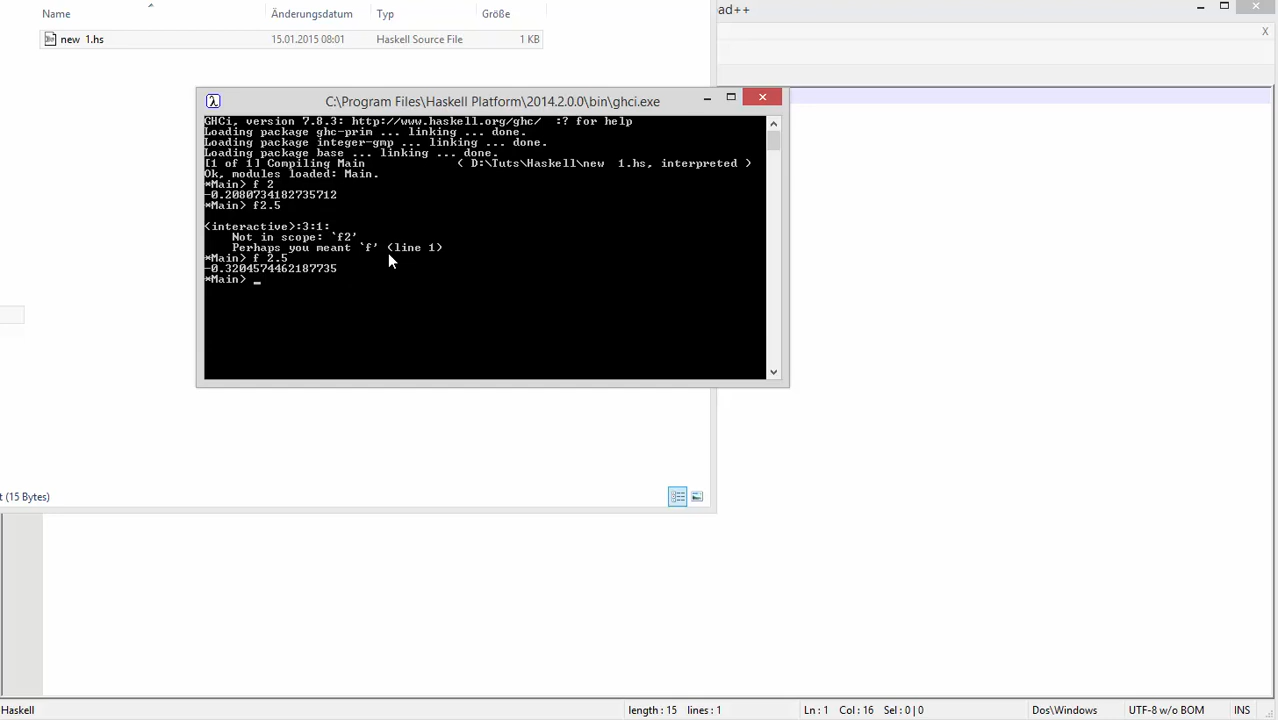 ad++
Name Änderungsdatum Typ Größe
new 1.hs 15.01.2015 08:01 Haskell Source File 1 KB
X
C:\Program Files\Haskell Platform\2014.2.0.0\bin\ghci.exe
GHCi, version 7.8.3: http://www.haskell.org/ghc/  :? for help
Loading package ghc-prim ... linking ... done.
Loading package integer-gmp ... linking ... done.
Loading package base ... linking ... done.
[1 of 1] Compiling Main             ( D:\Tuts\Haskell\new  1.hs, interpreted )
Ok, modules loaded: Main.
*Main> f 2
-0.2080734182735712
*Main> f2.5
<interactive>:3:1:
    Not in scope: `f2'
    Perhaps you meant `f' (line 1)
*Main> f 2.5
-0.3204574462187735
*Main> _
t (15 Bytes)
Haskell length : 15 lines : 1 Ln : 1 Col : 16 Sel : 0 | 0 Dos\Windows UTF-8 w/o BOM INS